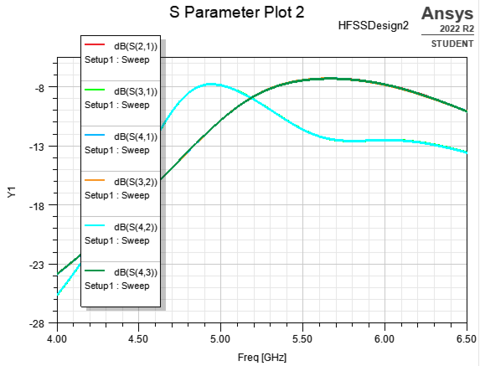 S Parameter Plot 2
HFSSDesign2
Ansys
2022 R2
STUDENT
dB(S(2,1))
Setup1 : Sweep
dB(S(3,1))
Setup1 : Sweep
dB(S(4,1))
Setup1 : Sweep
dB(S(3,2))
Setup1 : Sweep
dB(S(4,2))
Setup1 : Sweep
dB(S(4,3))
Setup1 : Sweep
Y1
-8
-13
-18
-23
-28
4.00 4.50 5.00 5.50 6.00 6.50
Freq [GHz]